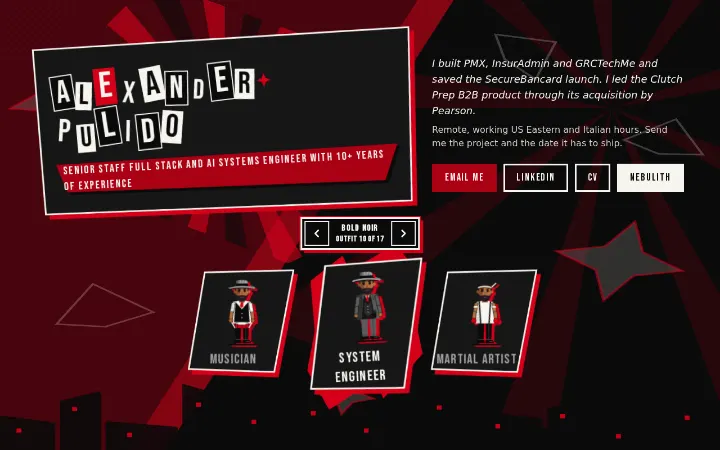 ALEXANDER
PULIDO
SENIOR STAFF FULL STACK AND AI SYSTEMS ENGINEER WITH 10+ YEARS
OF EXPERIENCE
I built PMX, InsurAdmin and GRCTechMe and
saved the SecureBancard launch. I led the Clutch
Prep B2B product through its acquisition by
Pearson.
Remote, working US Eastern and Italian hours. Send
me the project and the date it has to ship.
EMAIL ME
LINKEDIN
CV
NEBULITH
BOLD NOIR
OUTFIT 10 OF 17
MUSICIAN
SYSTEM
ENGINEER
MARTIAL ARTIST